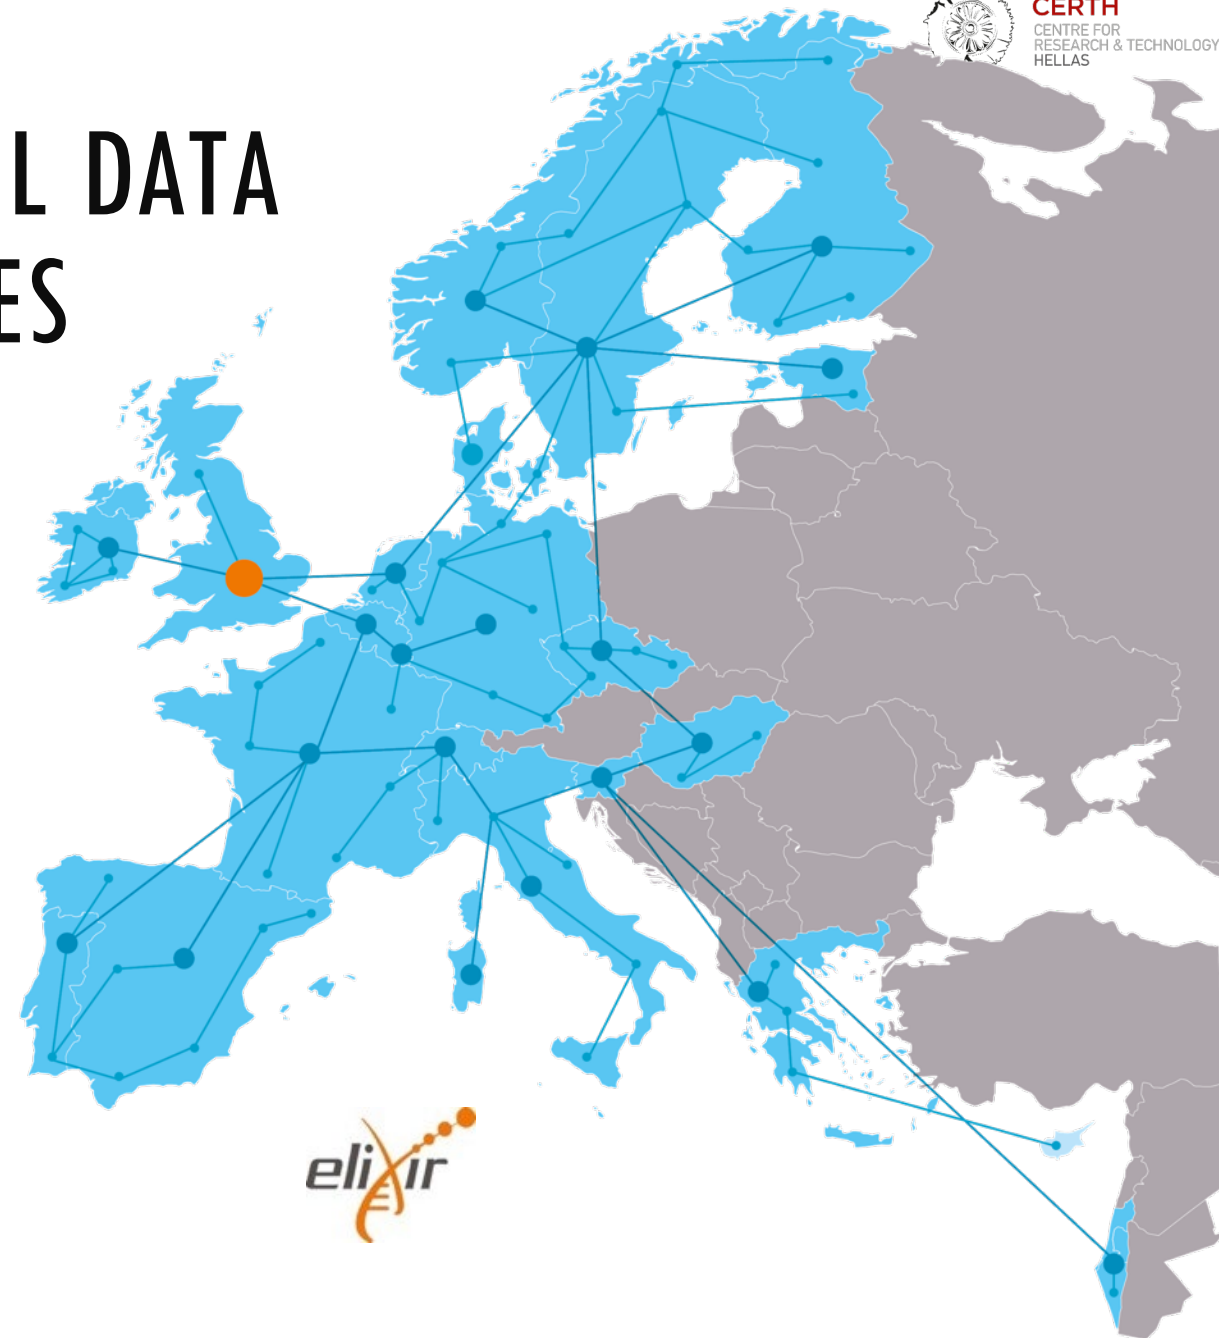 CERTH
CENTRE FOR
RESEARCH & TECHNOLOGY
HELLAS
L DATA
ES
elixir